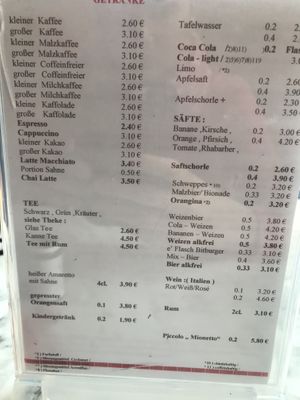 GETRÄNKE
kleiner Kaffee 2.60 €
großer Kaffee 3.10 €
kleiner Malzkaffee 2.60 €
großer Malzkaffee 3.10 €
kleiner Coffeinfreier 2.60 €
großer Coffeinfreier 3.10 €
kleiner Milchkaffee 2.60 €
großer Milchkaffee 3.10 €
kleine Kaffolade 2.60 €
große Kaffolade 3.10 €
Espresso 2.40 €
Cappuccino 3.10 €
kleiner Kakao 2.60 €
großer Kakao 3.10 €
Latte Macchiato 3.40 €
Portion Sahne 0.50 €
Chai Latte 3.50 €
TEE
Schwarz, Grün, Kräuter,
siehe Theke :
Glas Tee 2.60 €
Kanne Tee 4.50 €
Tee mit Rum 4.50 €
heißer Amaretto
mit Sahne 4cl. 3.90 €
gepresster
Orangensaft 0.1 3.80 €
Kindergetränk 0.2 1.90 €
Tafelwasser 0.2
0.4
Coca Cola 0.2
Cola - light
Limo
Apfelsaft 0.2 2.60 €
0.4
Apfelschorle + 0.2 2.30
0.4 3.50
SÄFTE :
Banane, Kirsche, 0.2 3.00 €
Orange, Pfirsich, 0.4 4.20 €
Tomate, Rhabarber,
Saftschorle 0.2
0.4 3.90 €
Schweppes 0.2 3.10 €
Malzbier/ Bionade 0.33 3.20 €
Orangina 0.2 3.20 €
Weizenbier 0.5
Cola - Weizen 0.5 4.20 €
Bananen - Weizen 0.5 4.20 €
Weizen alkfrei 0.5 3.80 €
e' Flasch Bitburger 0.33 3.10 €
Mix - Bier 0.4 3.60 €
Bier alkfrei 0.33 3.10 €
Wein :( Italien )
Rot/Weiß/Rosé 0.1 3.20 €
0.2 4.60 €
Rum 2cl. 3.10 €
Piccolo „ Mionetto" 0.2 5.80 €